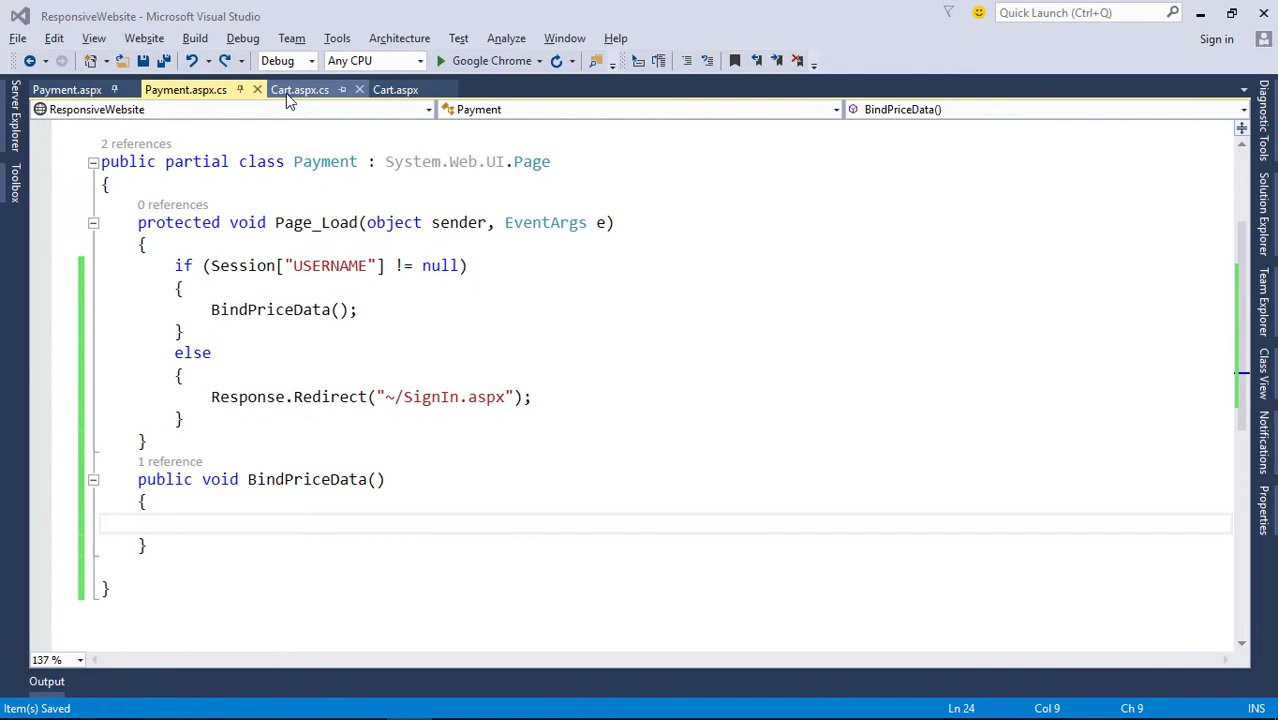 ResponsiveWebsite - Microsoft Visual Studio
Quick Launch (Ctrl+Q)
File Edit View Website Build Debug Team Tools Architecture Test Analyze Window Help
Sign in
Debug Any CPU Google Chrome
Payment.aspx Payment.aspx.cs Cart.aspx.cs Cart.aspx
ResponsiveWebsite Payment BindPriceData()
Server Explorer
Toolbox
2 references
public partial class Payment : System.Web.UI.Page
{
0 references
protected void Page_Load(object sender, EventArgs e)
{
if (Session["USERNAME"] != null)
{
BindPriceData();
}
else
{
Response.Redirect("~/SignIn.aspx");
}
}
1 reference
public void BindPriceData()
{
}
}
Diagnostic Tools
Solution Explorer
Team Explorer
Class View
Notifications
Properties
137 %
Output
Item(s) Saved Ln 24 Col 9 Ch 9 INS